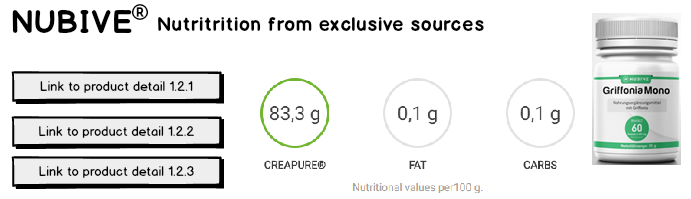 NUBIVE® Nutritrition from exclusive sources
Link to product detail 1.2.1
Link to product detail 1.2.2
Link to product detail 1.2.3
83,3 g
CREAPURE®
0,1 g
FAT
0,1 g
CARBS
Nutritional values per100 g.
NUBIVE
Griffonia Mono
Nahrungsergänzungsmittel
mit Griffonia
60